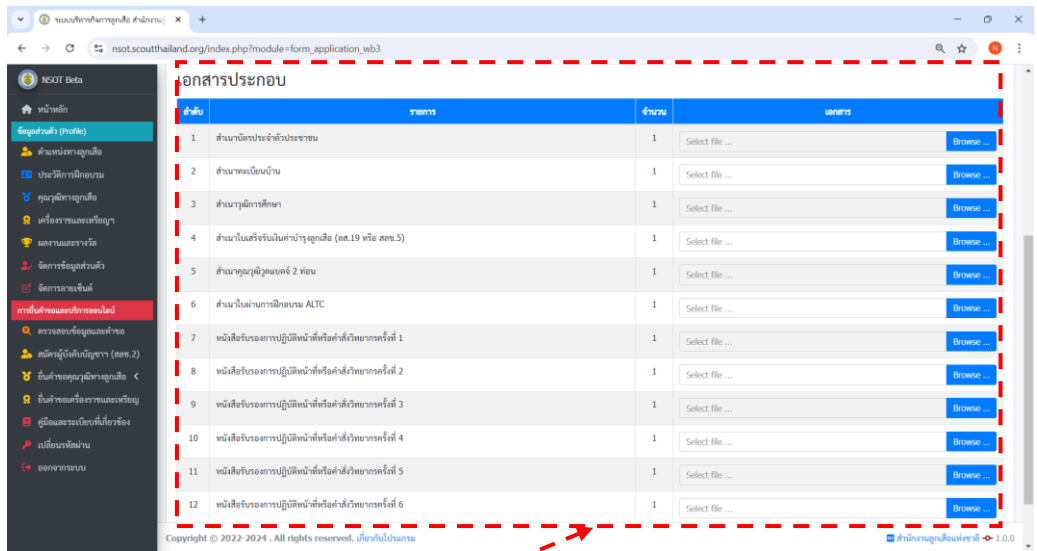 ระบบบริหารกิจการลูกเสือ สำนักงานลู
nsot.scoutthailand.org/index.php?module=form_application_wb3
N
NSOT Beta
หน้าหลัก
ข้อมูลส่วนตัว (Profile)
ตำแหน่งทางลูกเสือ
ประวัติการฝึกอบรม
คุณวุฒิทางลูกเสือ
เครื่องราชและเหรียญฯ
ผลงานและรางวัล
จัดการข้อมูลส่วนตัว
จัดการลายเซ็นต์
การยื่นคำขอและบริการออนไลน์
ตรวจสอบข้อมูลและคำขอ
สมัครผู้บังคับบัญชาฯ (ลสช.2)
ยื่นคำขอคุณวุฒิทางลูกเสือ
ยื่นคำขอเครื่องราชและเหรียญ
คู่มือและระเบียบที่เกี่ยวข้อง
เปลี่ยนรหัสผ่าน
ออกจากระบบ
เอกสารประกอบ
ลำดับ รายการ จำนวน เอกสาร
1 สำเนาบัตรประจำตัวประชาชน 1 Select file ... Browse ...
2 สำเนาทะเบียนบ้าน 1 Select file ... Browse ...
3 สำเนาวุฒิการศึกษา 1 Select file ... Browse ...
4 สำเนาใบเสร็จรับเงินค่าบำรุงลูกเสือ (ลส.19 หรือ สลช.5) 1 Select file ... Browse ...
5 สำเนาคุณวุฒิวูดแบดจ์ 2 ท่อน 1 Select file ... Browse ...
6 สำเนาใบผ่านการฝึกอบรม ALTC 1 Select file ... Browse ...
7 หนังสือรับรองการปฏิบัติหน้าที่หรือคำสั่งวิทยากรครั้งที่ 1 1 Select file ... Browse ...
8 หนังสือรับรองการปฏิบัติหน้าที่หรือคำสั่งวิทยากรครั้งที่ 2 1 Select file ... Browse ...
9 หนังสือรับรองการปฏิบัติหน้าที่หรือคำสั่งวิทยากรครั้งที่ 3 1 Select file ... Browse ...
10 หนังสือรับรองการปฏิบัติหน้าที่หรือคำสั่งวิทยากรครั้งที่ 4 1 Select file ... Browse ...
11 หนังสือรับรองการปฏิบัติหน้าที่หรือคำสั่งวิทยากรครั้งที่ 5 1 Select file ... Browse ...
12 หนังสือรับรองการปฏิบัติหน้าที่หรือคำสั่งวิทยากรครั้งที่ 6 1 Select file ... Browse ...
Copyright © 2022-2024 . All rights reserved. เกี่ยวกับโปรแกรม สำนักงานลูกเสือแห่งชาติ 1.0.0